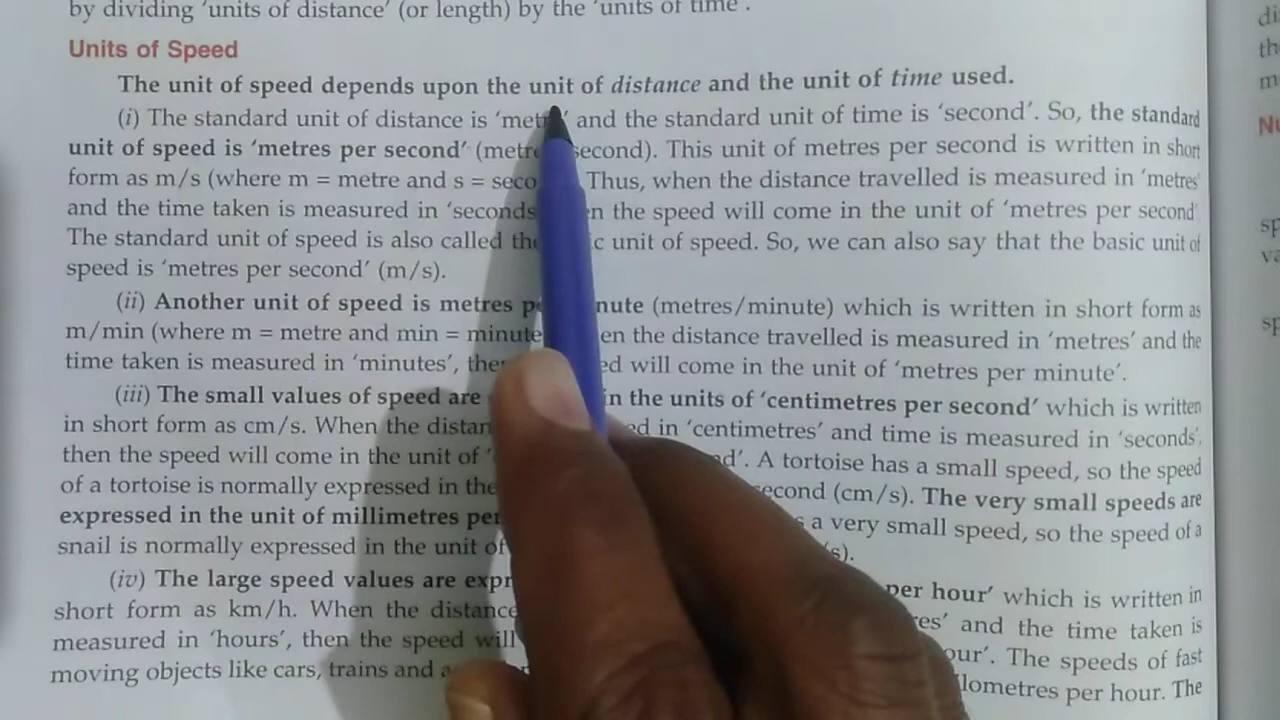 by dividing 'units of distance' (or length) by the 'units of time'.
Units of Speed
The unit of speed depends upon the unit of distance and the unit of time used.
(i) The standard unit of distance is 'metre' and the standard unit of time is 'second'. So, the standard
unit of speed is 'metres per second' (metr second). This unit of metres per second is written in short
form as m/s (where m = metre and s = seco Thus, when the distance travelled is measured in 'metres'
and the time taken is measured in 'seconds en the speed will come in the unit of 'metres per second'
The standard unit of speed is also called th c unit of speed. So, we can also say that the basic unit of
speed is 'metres per second' (m/s).
(ii) Another unit of speed is metres p nute (metres/minute) which is written in short form as
m/min (where m = metre and min = minute en the distance travelled is measured in 'metres' and the
time taken is measured in 'minutes', then ed will come in the unit of 'metres per minute'.
(iii) The small values of speed are in the units of 'centimetres per second' which is written
in short form as cm/s. When the distan ed in 'centimetres' and time is measured in 'seconds',
then the speed will come in the unit of ' nd'. A tortoise has a small speed, so the speed
of a tortoise is normally expressed in the second (cm/s). The very small speeds are
expressed in the unit of millimetres per a very small speed, so the speed of a
snail is normally expressed in the unit of /s).
(iv) The large speed values are expr per hour' which is written in
short form as km/h. When the distance res' and the time taken is
measured in 'hours', then the speed will our'. The speeds of fast
moving objects like cars, trains and a lometres per hour. The